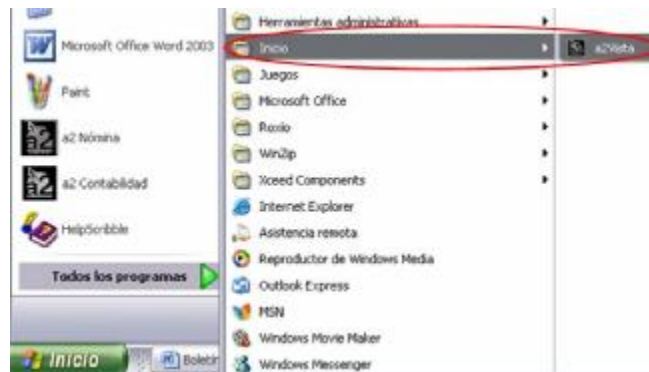 Microsoft Office Word 2003
Paint
a2 Nómina
a2 Contabilidad
HelpScribble
Todos los programas
Inicio
Boletin
Herramientas administrativas
Inicio
Juegos
Microsoft Office
Roxio
WinZip
Xceed Components
Internet Explorer
Asistencia remota
Reproductor de Windows Media
Outlook Express
MSN
Windows Movie Maker
Windows Messenger
a2Vista